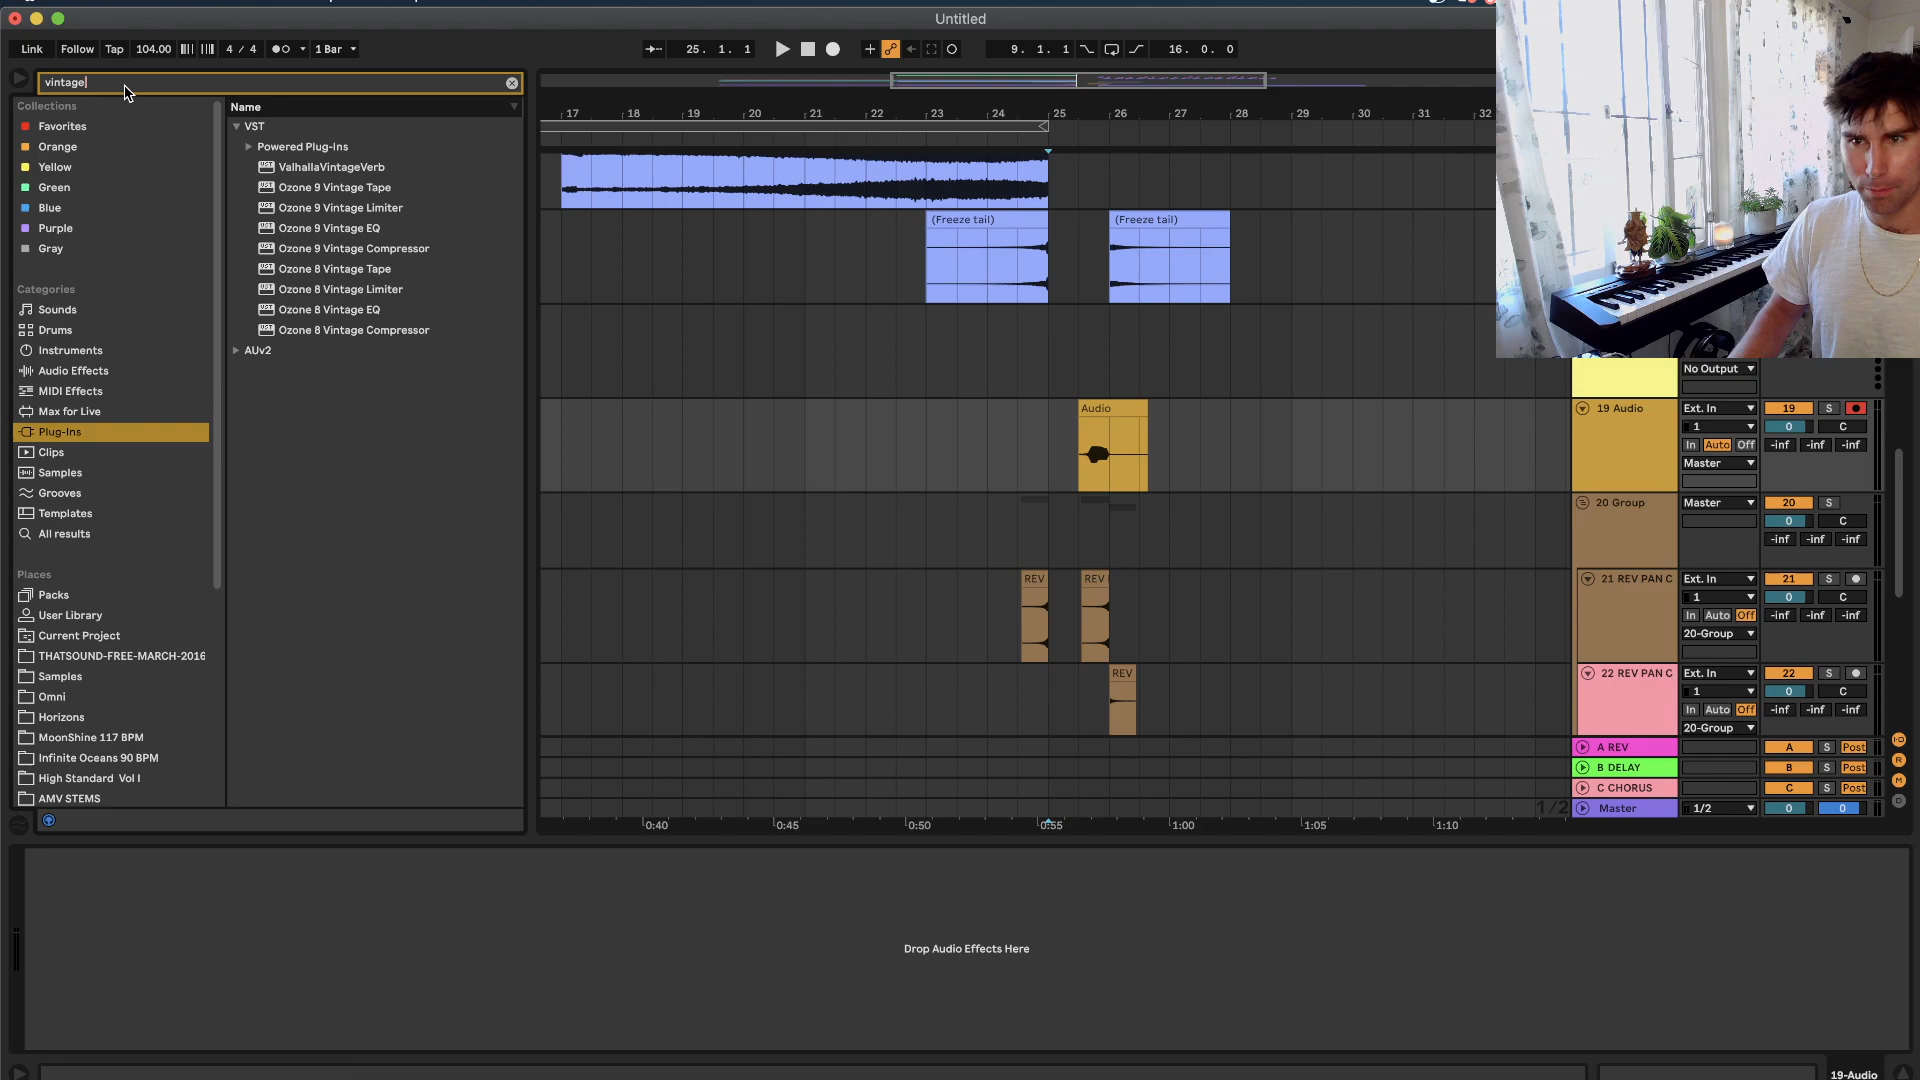 Untitled
Link Follow Tap 104.00 4 / 4 1 Bar 25. 1. 1 9. 1. 1 16. 0. 0
vintage
Collections
Favorites
Orange
Yellow
Green
Blue
Purple
Gray
Categories
Sounds
Drums
Instruments
Audio Effects
MIDI Effects
Max for Live
Plug-Ins
Clips
Samples
Grooves
Templates
All results
Places
Packs
User Library
Current Project
THATSOUND-FREE-MARCH-2016
Samples
Omni
Horizons
MoonShine 117 BPM
Infinite Oceans 90 BPM
High Standard Vol I
AMV STEMS
Name
VST
Powered Plug-Ins
ValhallaVintageVerb
Ozone 9 Vintage Tape
Ozone 9 Vintage Limiter
Ozone 9 Vintage EQ
Ozone 9 Vintage Compressor
Ozone 8 Vintage Tape
Ozone 8 Vintage Limiter
Ozone 8 Vintage EQ
Ozone 8 Vintage Compressor
AUv2
17 18 19 20 21 22 23 24 25 26 27 28 29 30 31 32
(Freeze tail) (Freeze tail)
Audio
REV REV
REV
1/2
0:40 0:45 0:50 0:55 1:00 1:05 1:10
No Output
19 Audio Ext. In 19 S
1 0 C
In Auto Off -inf -inf -inf
Master
20 Group Master 20 S
0 C
-inf -inf -inf
21 REV PAN C Ext. In 21 S
1 0 C
In Auto Off -inf -inf -inf
20-Group
22 REV PAN C Ext. In 22 S
1 0 C
In Auto Off -inf -inf -inf
20-Group
A REV A S Post
B DELAY B S Post
C CHORUS C S Post
Master 1/2 0 0
I·O
R
M
D
Drop Audio Effects Here
19-Audio